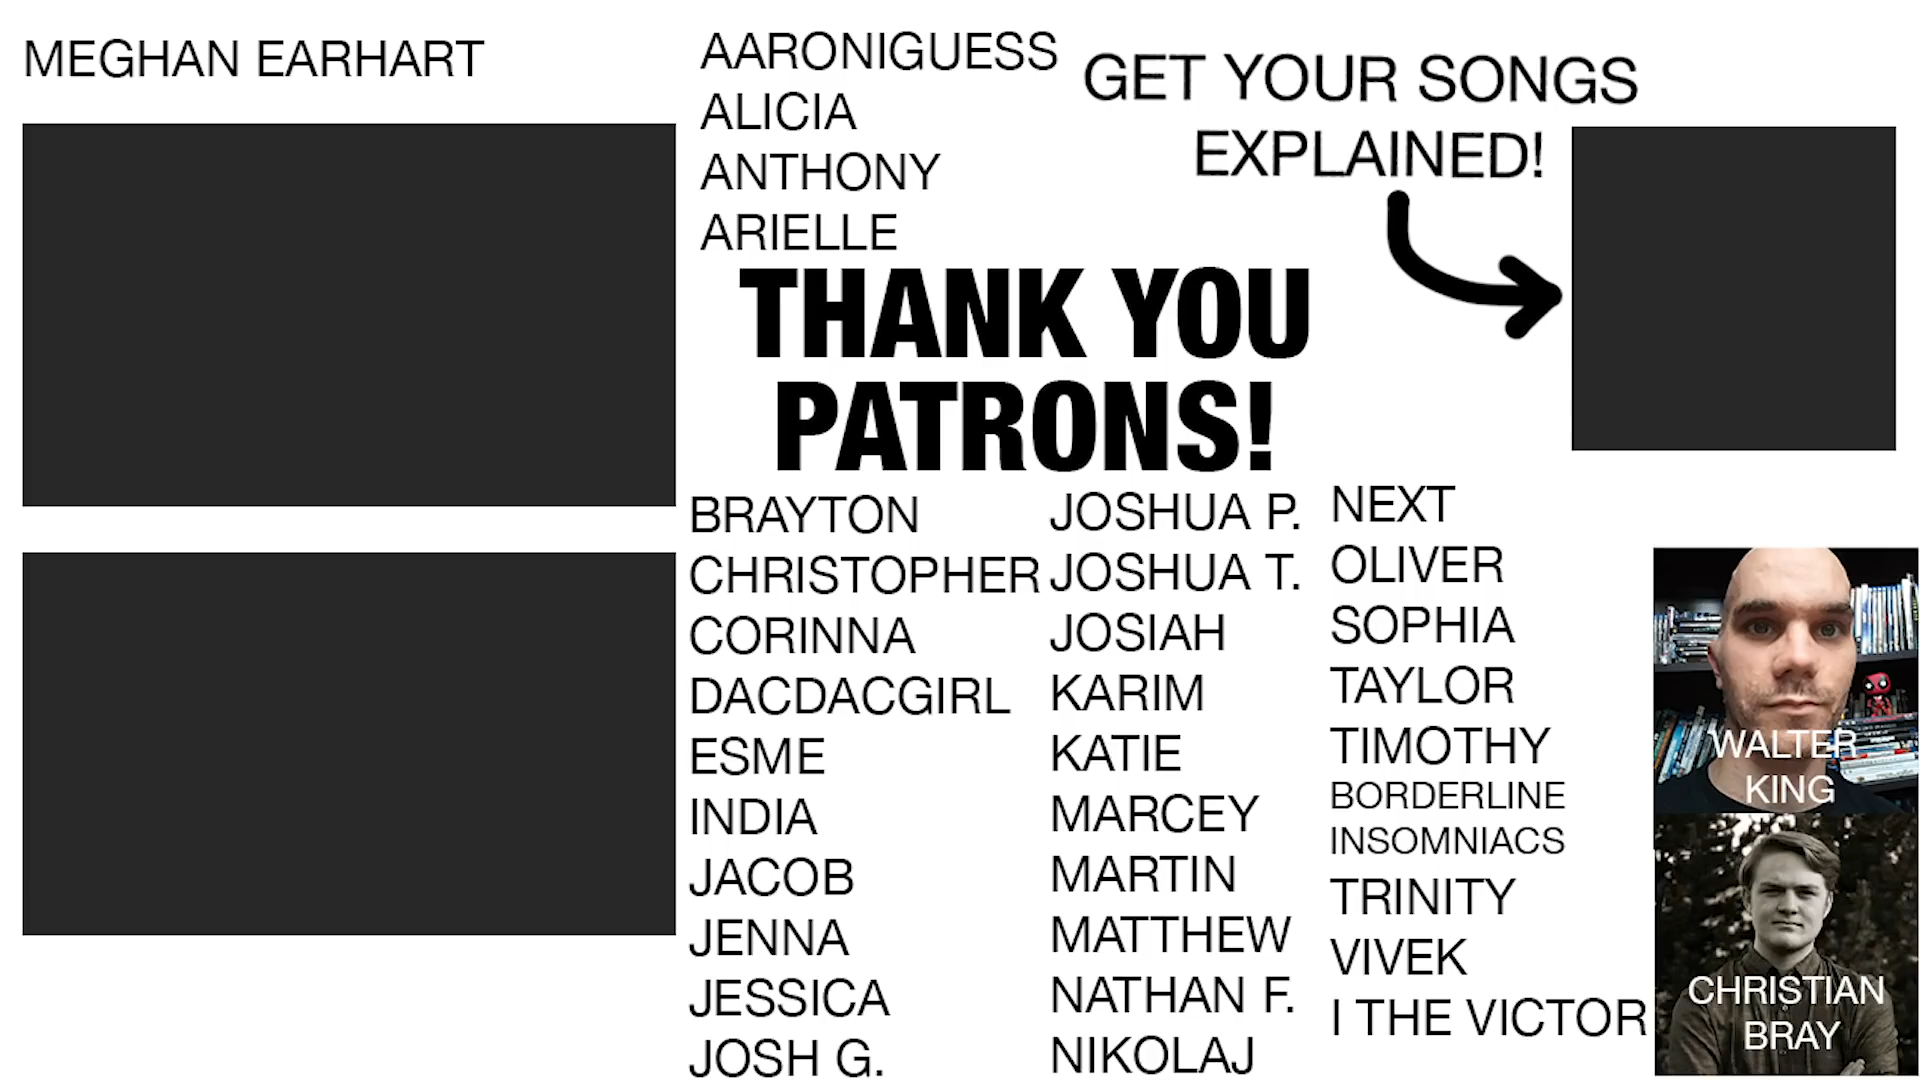 MEGHAN EARHART
AARONIGUESS
ALICIA
ANTHONY
ARIELLE
GET YOUR SONGS
EXPLAINED!
THANK YOU
PATRONS!
BRAYTON
CHRISTOPHER
CORINNA
DACDACGIRL
ESME
INDIA
JACOB
JENNA
JESSICA
JOSH G.
JOSHUA P.
JOSHUA T.
JOSIAH
KARIM
KATIE
MARCEY
MARTIN
MATTHEW
NATHAN F.
NIKOLAJ
NEXT
OLIVER
SOPHIA
TAYLOR
TIMOTHY
BORDERLINE
INSOMNIACS
TRINITY
VIVEK
I THE VICTOR
WALTER
KING
CHRISTIAN
BRAY